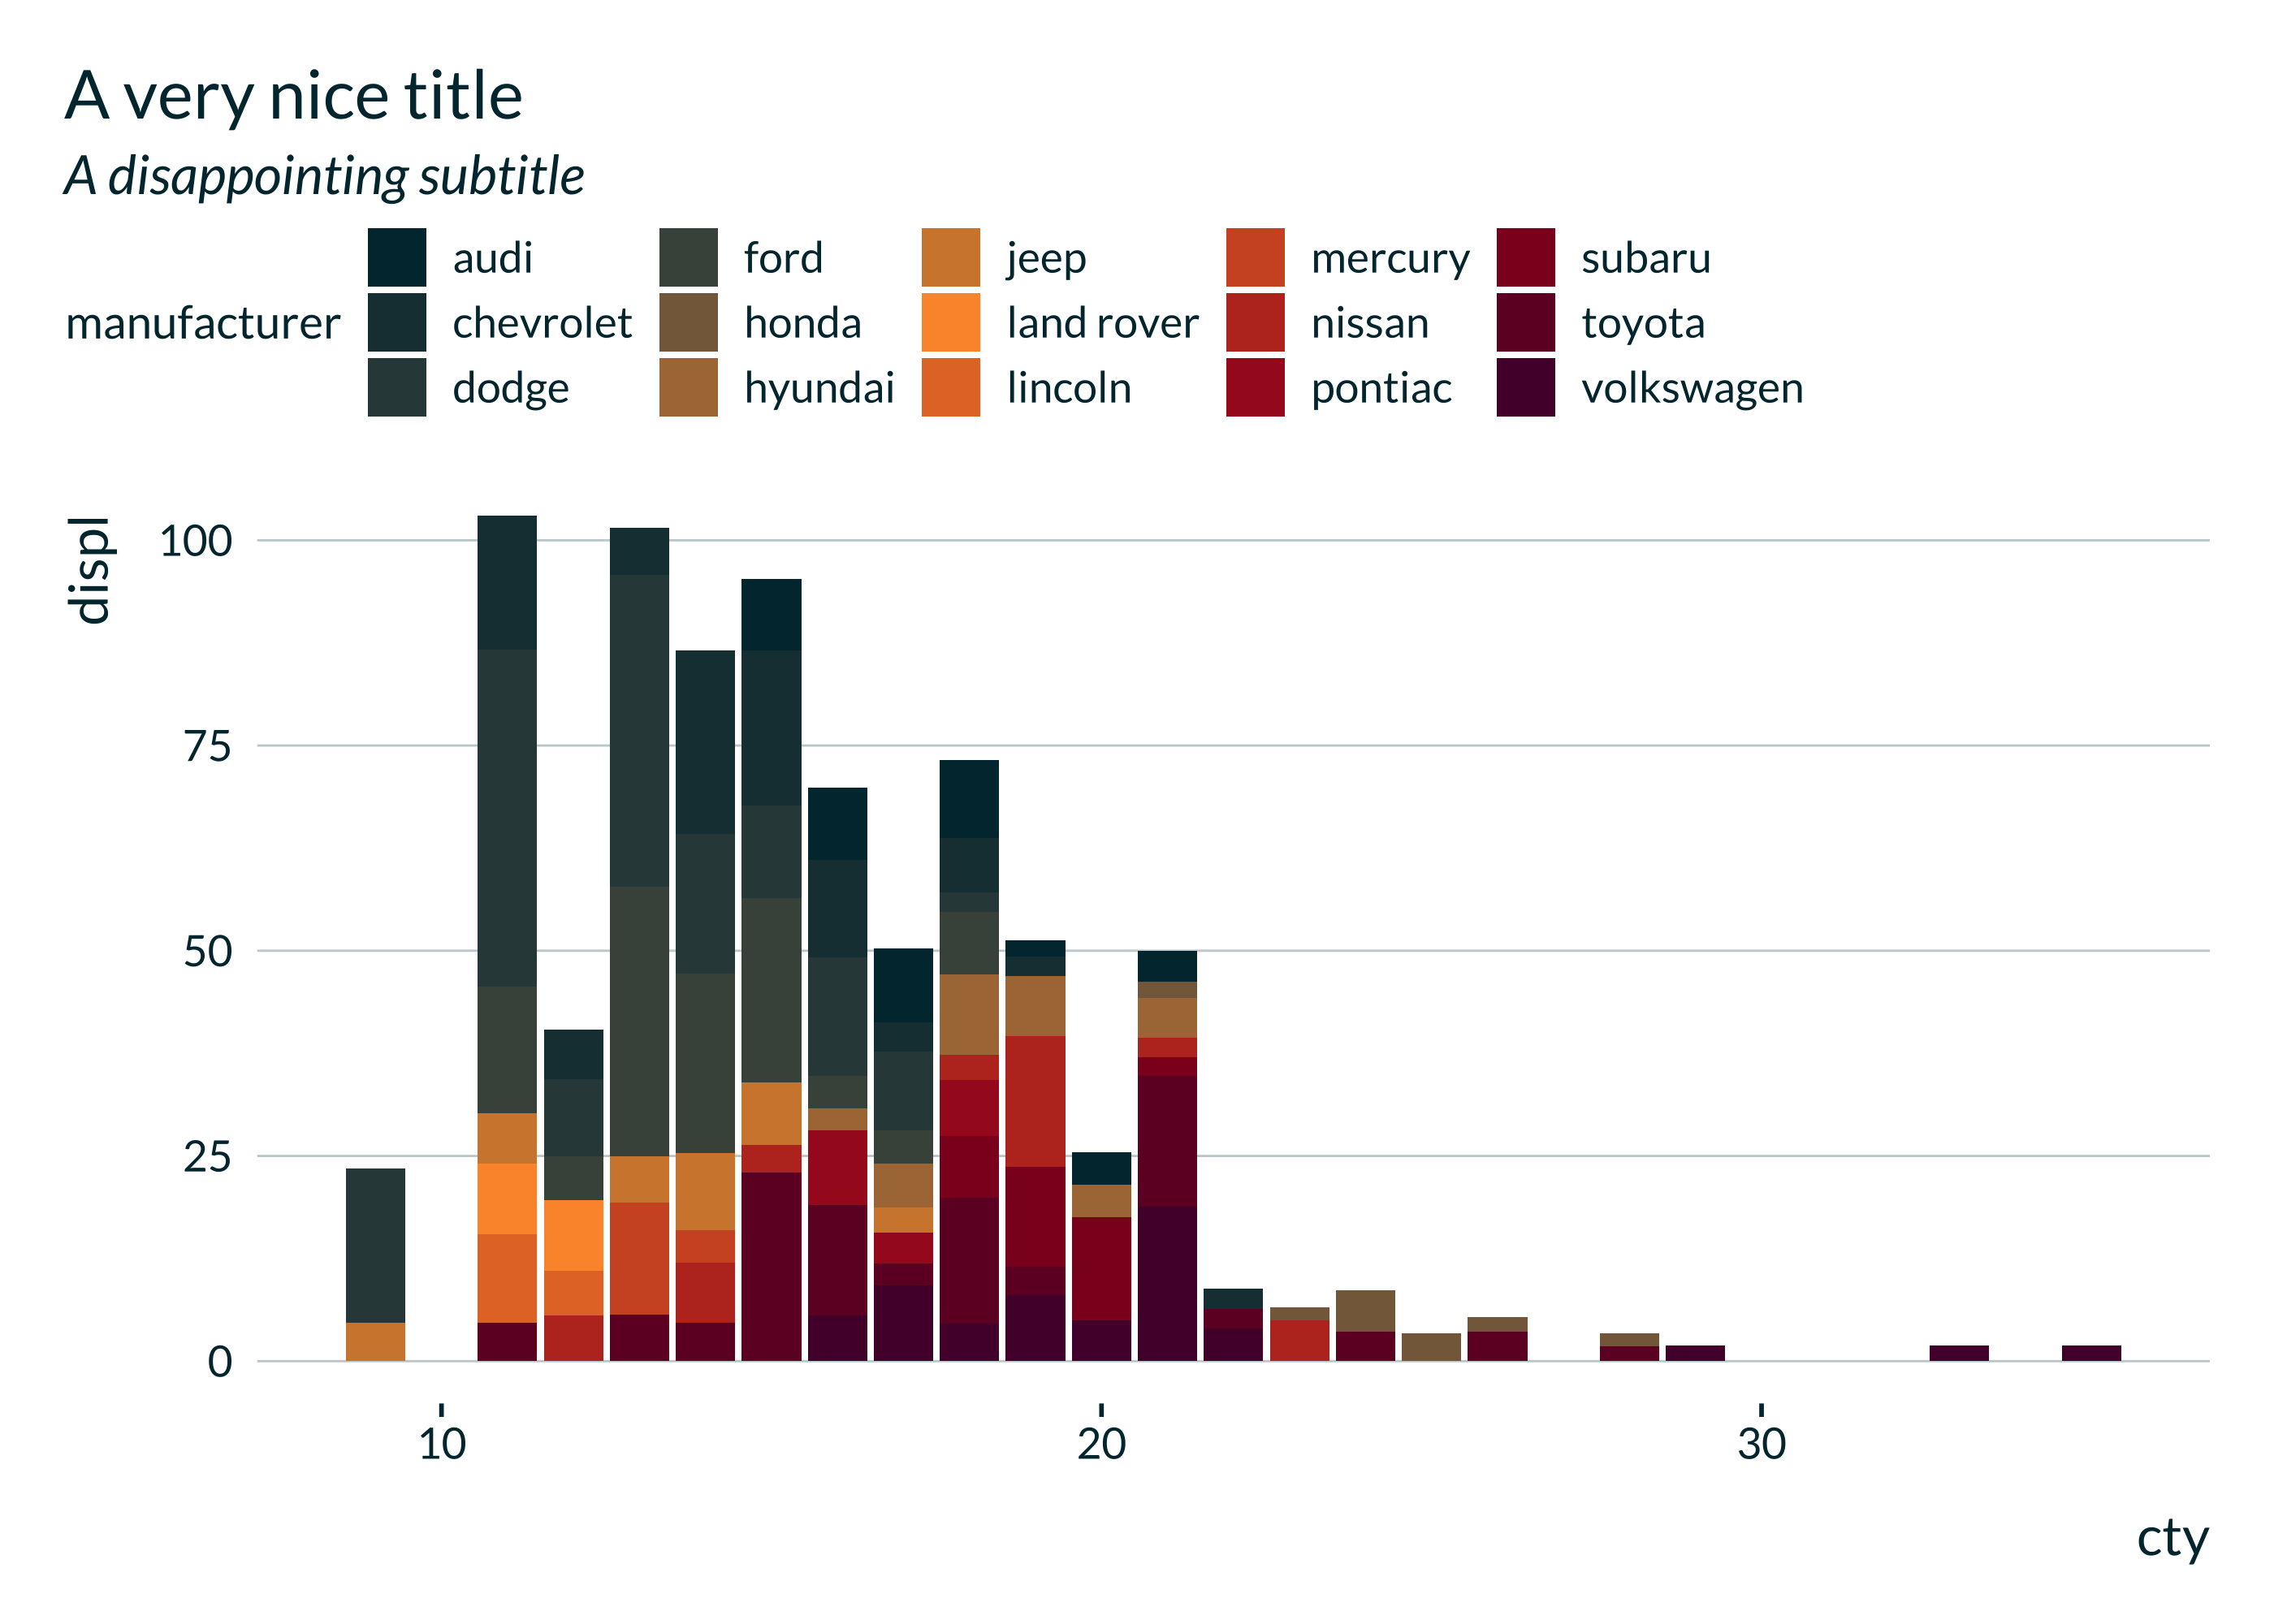 A very nice title
A disappointing subtitle
audi ford jeep mercury subaru
manufacturer chevrolet honda land rover nissan toyota
dodge hyundai lincoln pontiac volkswagen
displ
100
75
50
25
0
10 20 30
cty